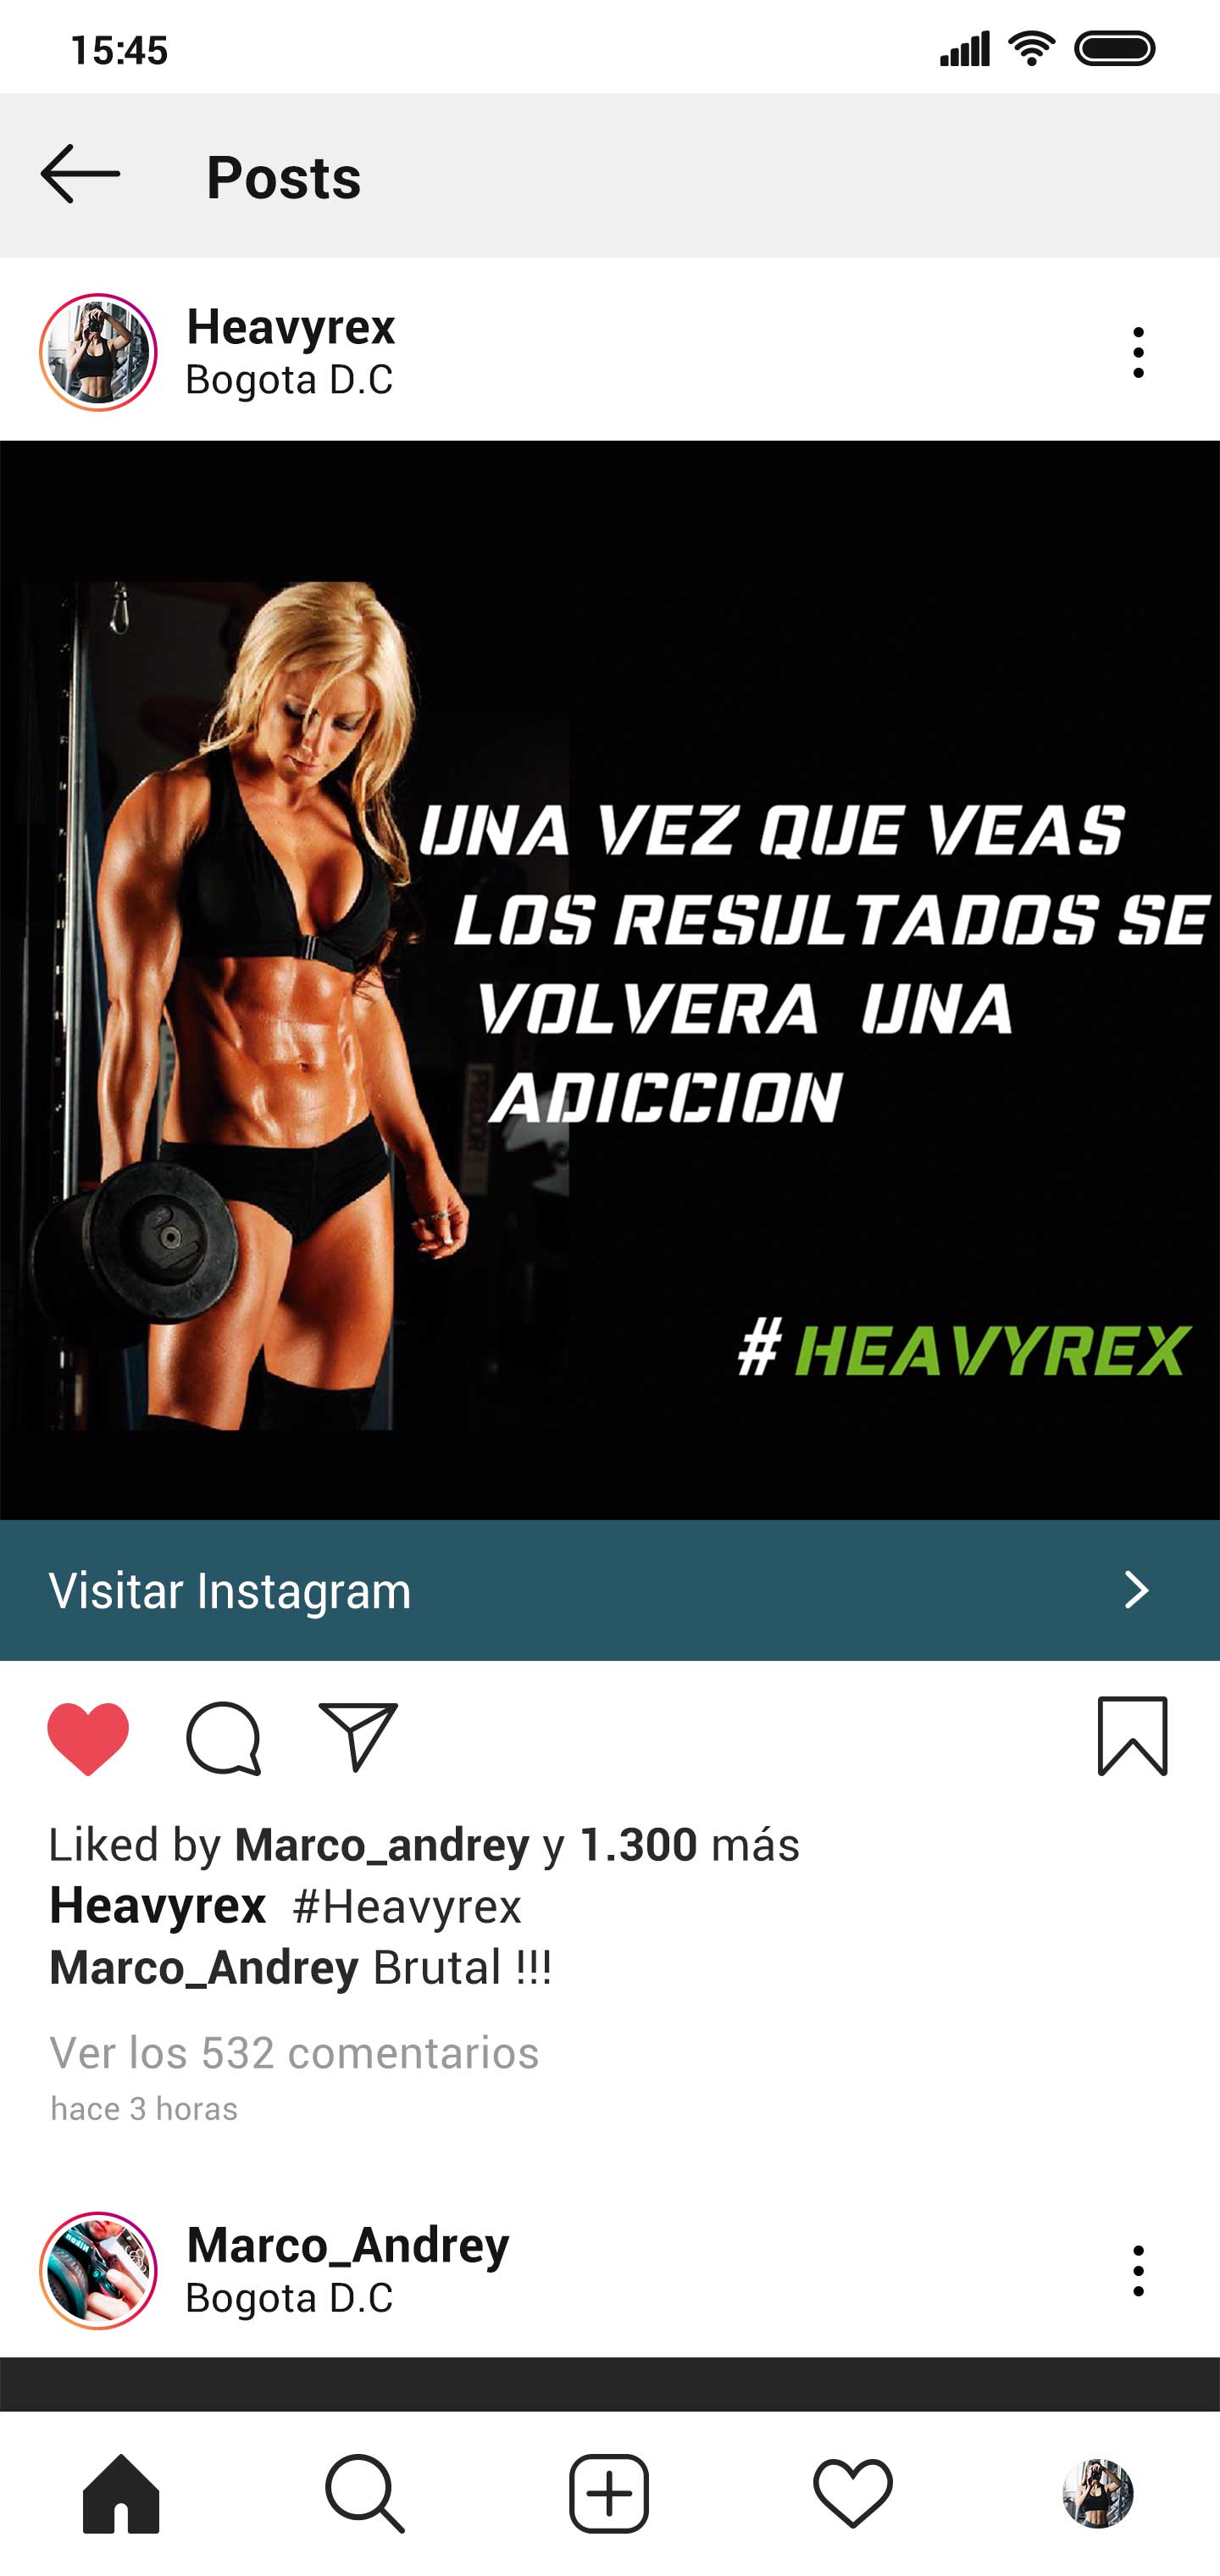 15:45
Posts
Heavyrex
Bogota D.C
UNA VEZ QUE VEAS
LOS RESULTADOS SE
VOLVERA UNA
ADICCION
PRECOR
# HEAVYREX
Visitar Instagram
Liked by Marco_andrey y 1.300 más
Heavyrex #Heavyrex
Marco_Andrey Brutal !!!
Ver los 532 comentarios
hace 3 horas
Marco_Andrey
Bogota D.C